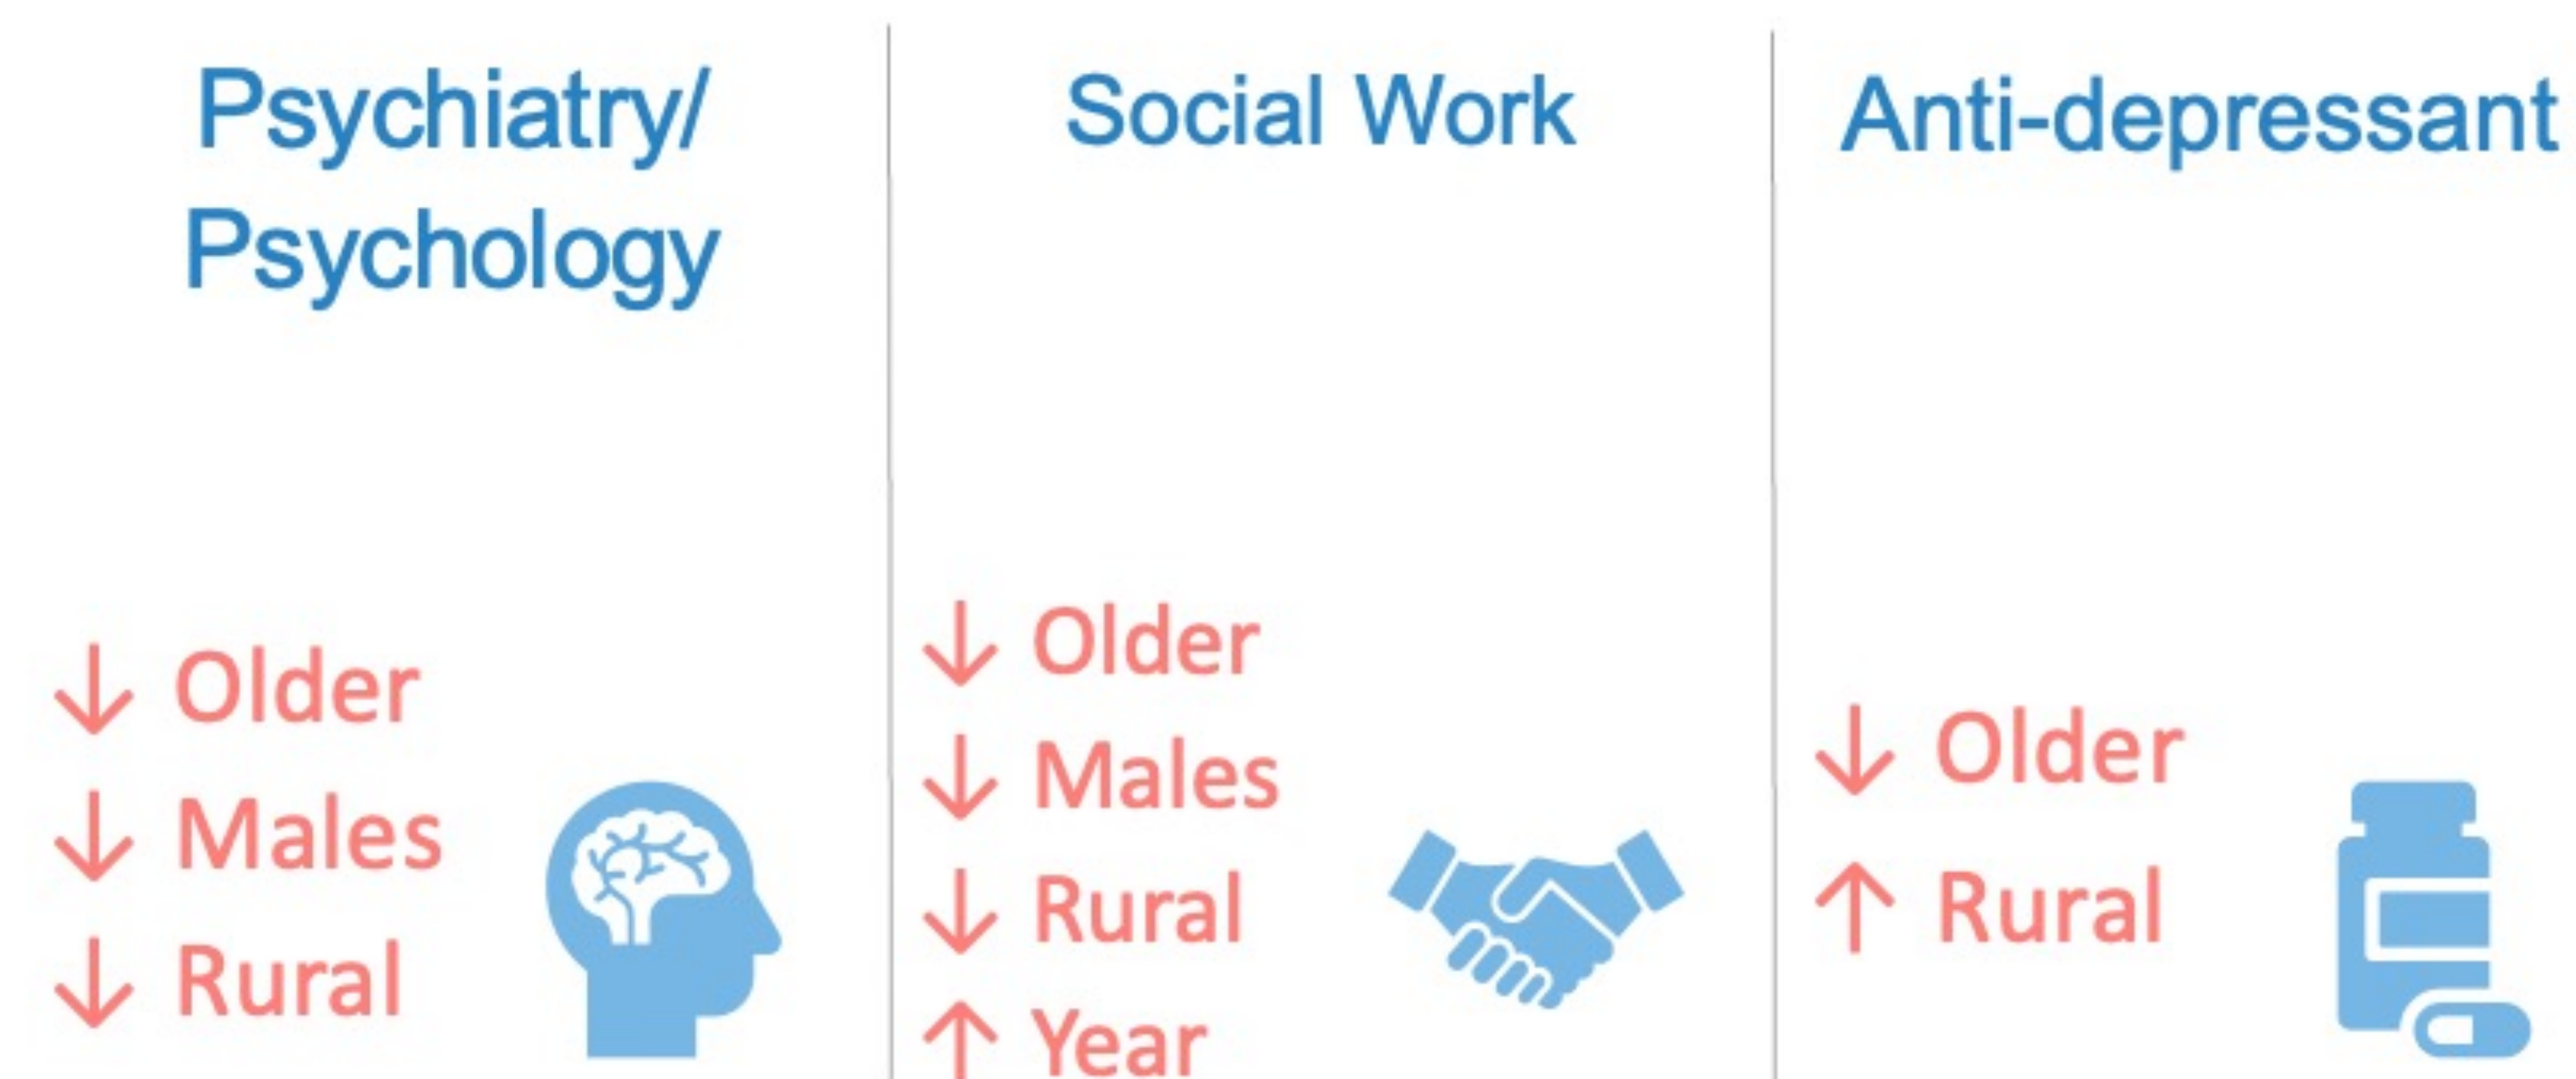 Psychiatry/
Psychology
↓ Older
↓ Males
↓ Rural
Social Work
↓ Older
↓ Males
↓ Rural
↑ Year
Anti-depressant
↓ Older
↑ Rural